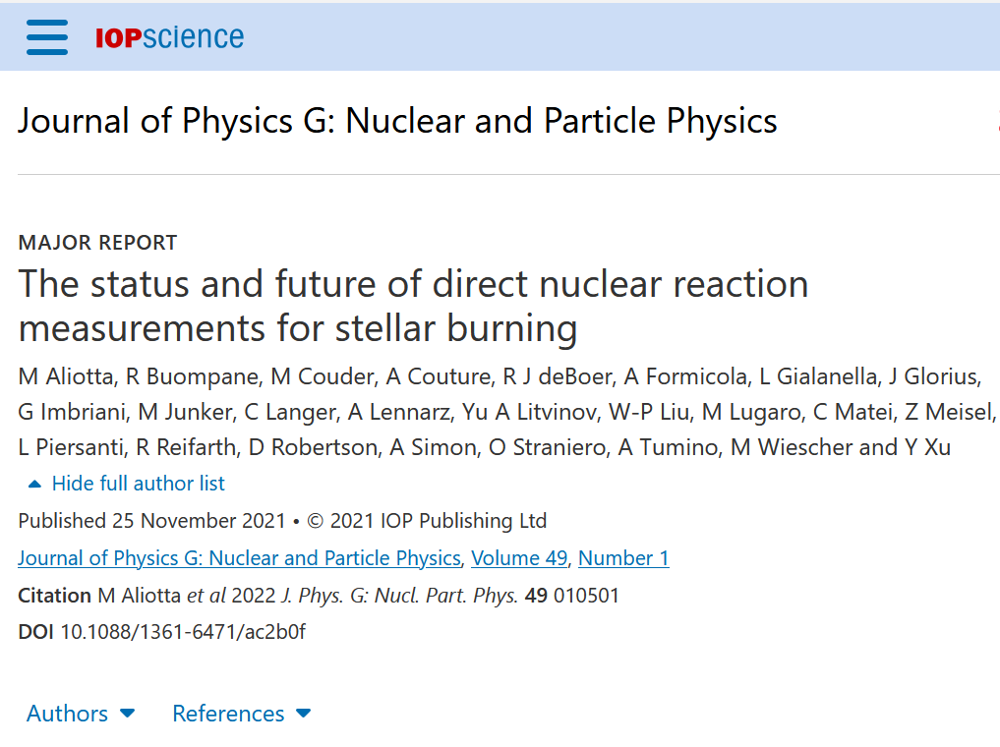 IOPscience
Journal of Physics G: Nuclear and Particle Physics
MAJOR REPORT
The status and future of direct nuclear reaction
measurements for stellar burning
M Aliotta, R Buompane, M Couder, A Couture, R J deBoer, A Formicola, L Gialanella, J Glorius,
G Imbriani, M Junker, C Langer, A Lennarz, Yu A Litvinov, W-P Liu, M Lugaro, C Matei, Z Meisel,
L Piersanti, R Reifarth, D Robertson, A Simon, O Straniero, A Tumino, M Wiescher and Y Xu
Hide full author list
Published 25 November 2021 • © 2021 IOP Publishing Ltd
Journal of Physics G: Nuclear and Particle Physics, Volume 49, Number 1
Citation M Aliotta et al 2022 J. Phys. G: Nucl. Part. Phys. 49 010501
DOI 10.1088/1361-6471/ac2b0f
Authors References